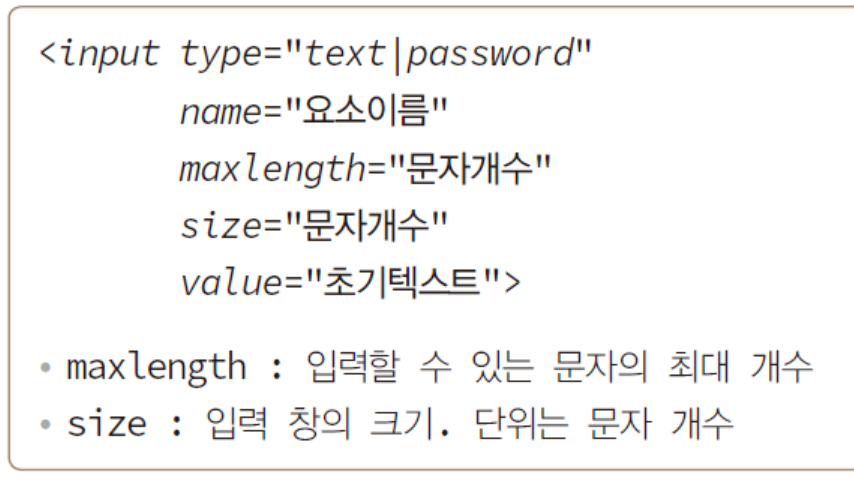 <input type="text|password"
name="요소이름"
maxlength="문자개수"
size="문자개수"
value="초기텍스트">
• maxlength : 입력할 수 있는 문자의 최대 개수
• size : 입력 창의 크기. 단위는 문자 개수